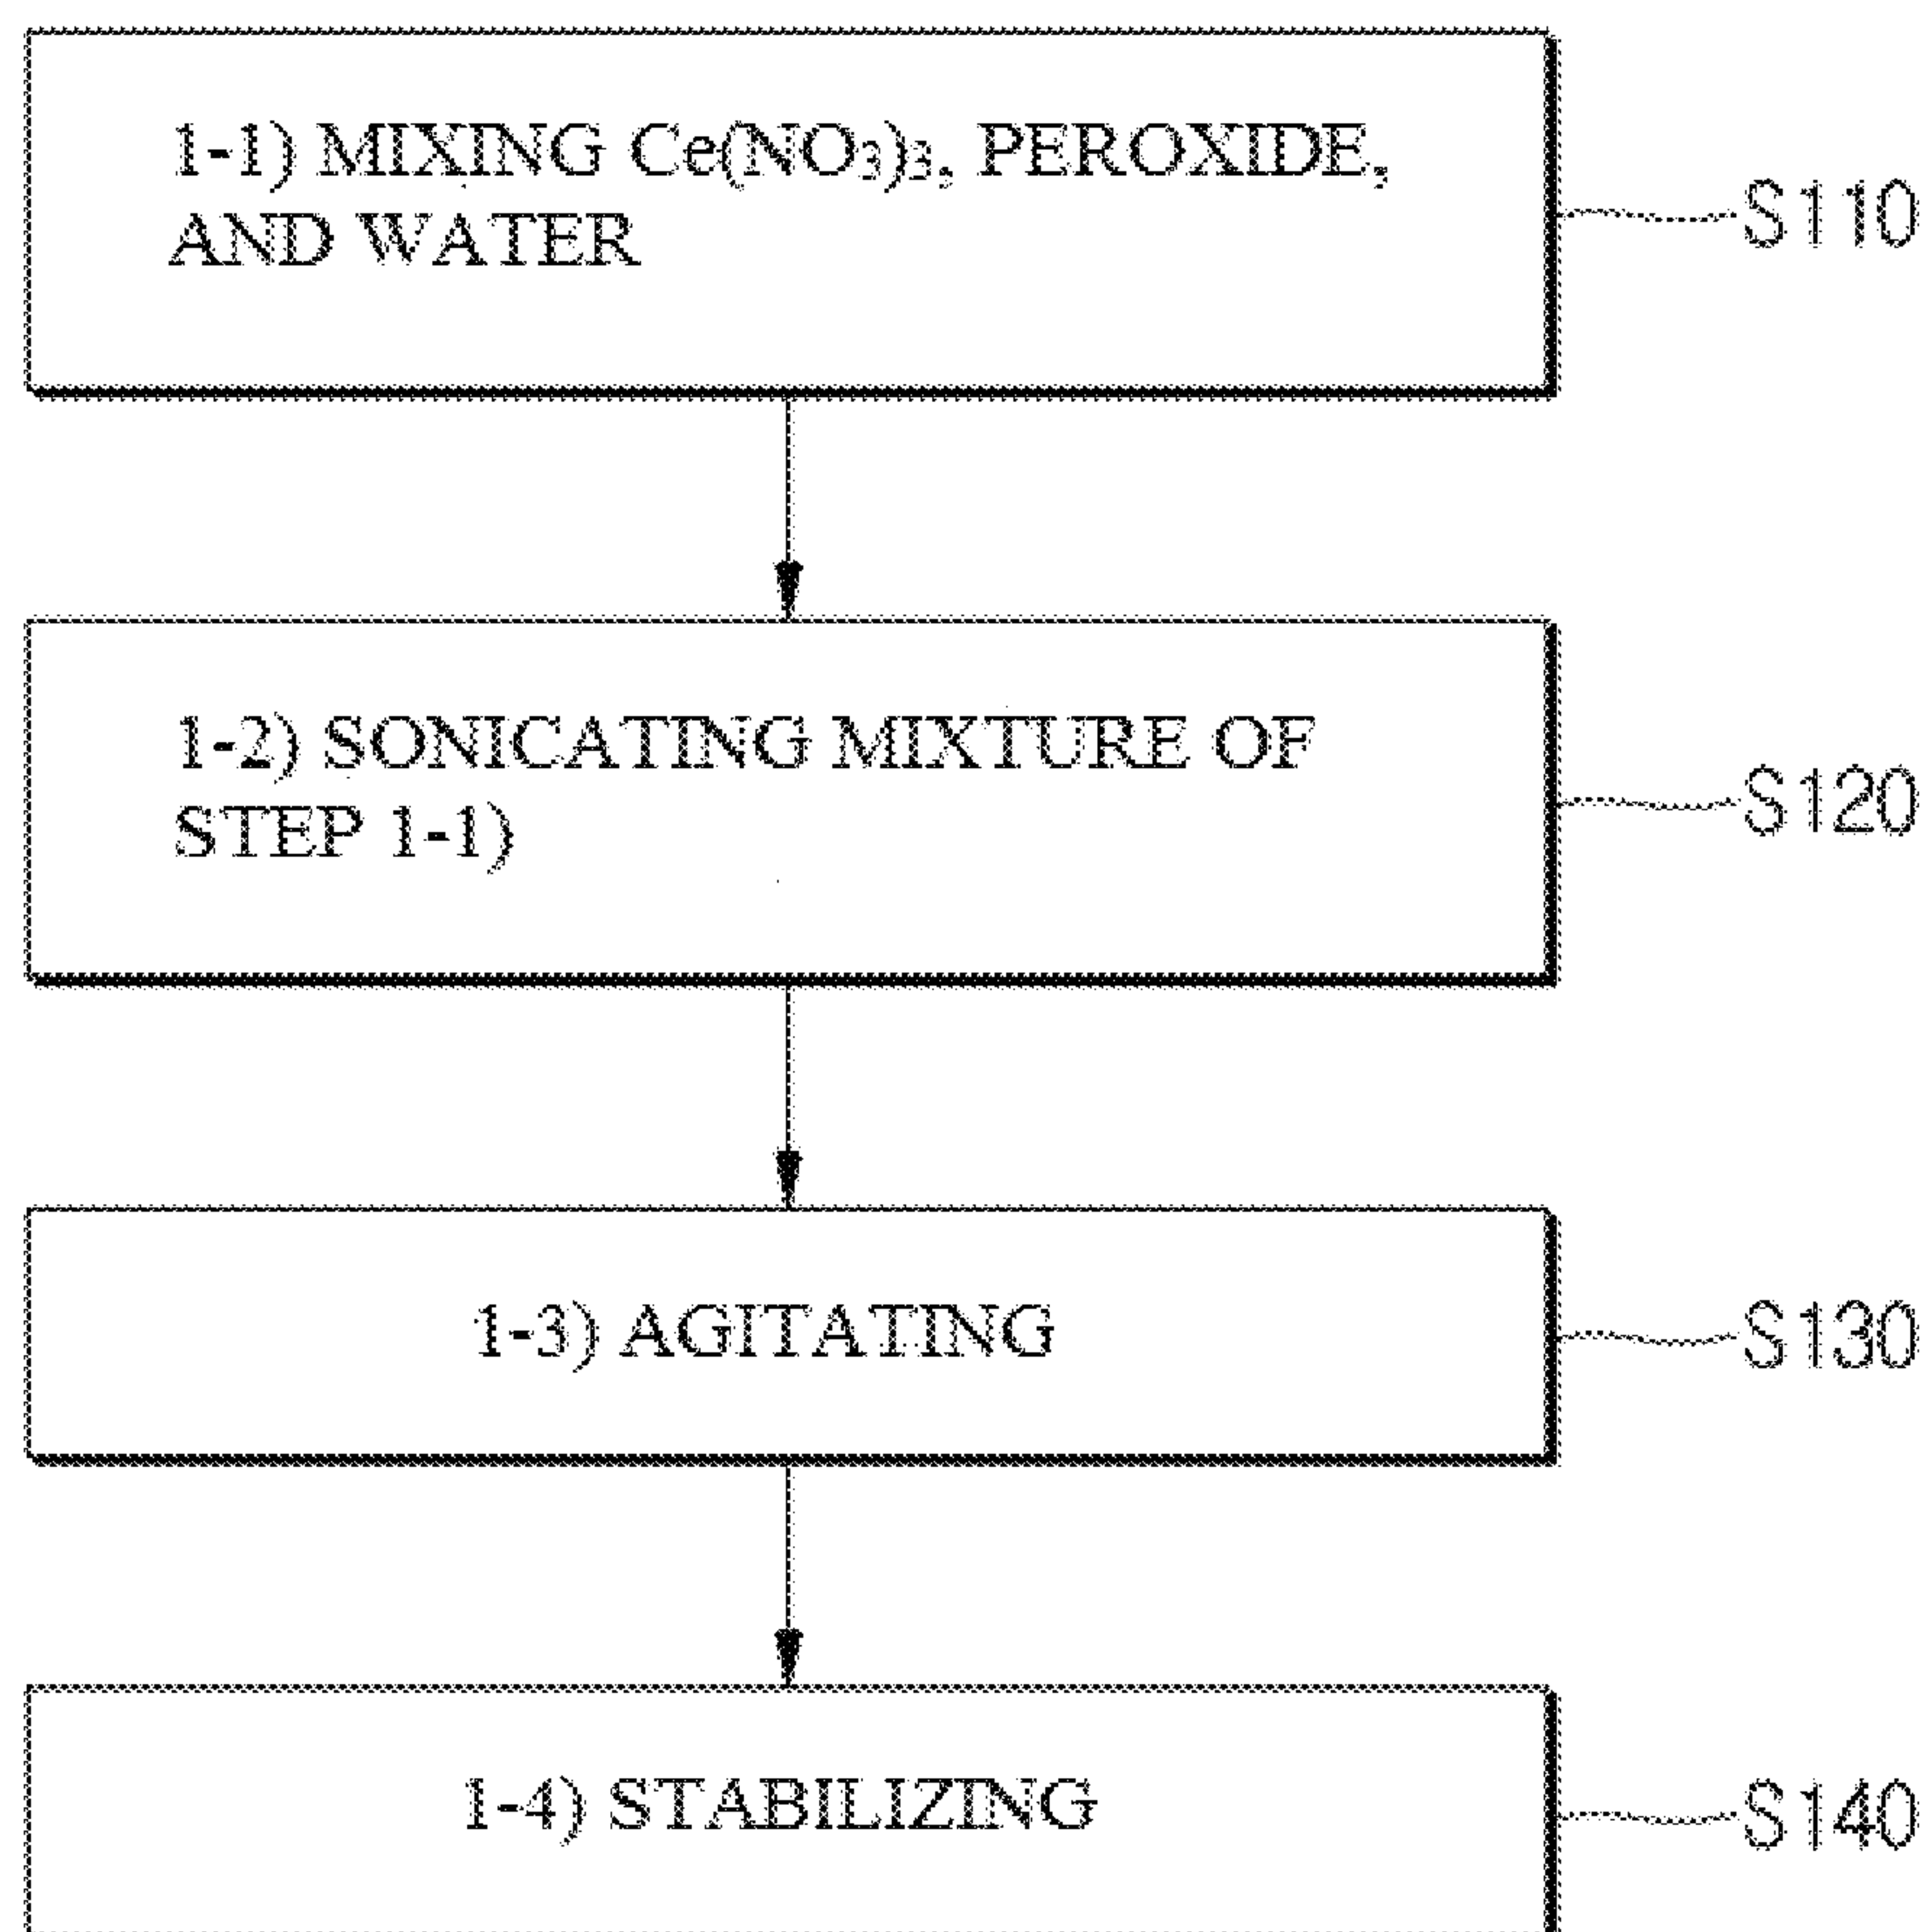 1-1) MIXING Ce(NO₃)₃, PEROXIDE,
AND WATER
S110
1-2) SONICATING MIXTURE OF
STEP 1-1)
S120
1-3) AGITATING
S130
1-4) STABILIZING
S140